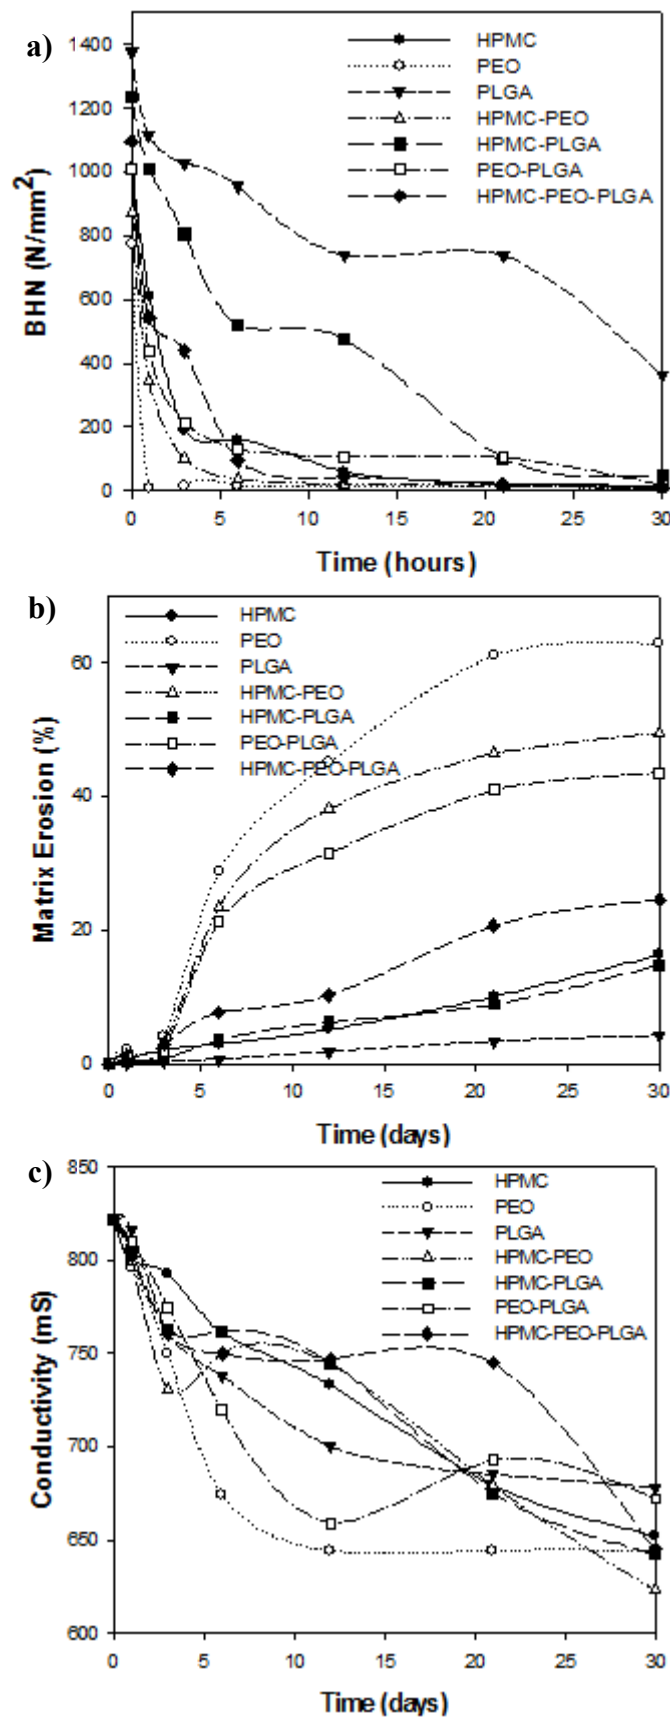 a)
1400
1200
1000
800
600
400
200
0
BHN (N/mm²)
HPMC
PEO
PLGA
HPMC-PEO
HPMC-PLGA
PEO-PLGA
HPMC-PEO-PLGA
0 5 10 15 20 25 30
Time (hours)
b)
60
40
20
0
Matrix Erosion (%)
HPMC
PEO
PLGA
HPMC-PEO
HPMC-PLGA
PEO-PLGA
HPMC-PEO-PLGA
0 5 10 15 20 25 30
Time (days)
c)
850
800
750
700
650
600
Conductivity (mS)
HPMC
PEO
PLGA
HPMC-PEO
HPMC-PLGA
PEO-PLGA
HPMC-PEO-PLGA
0 5 10 15 20 25 30
Time (days)